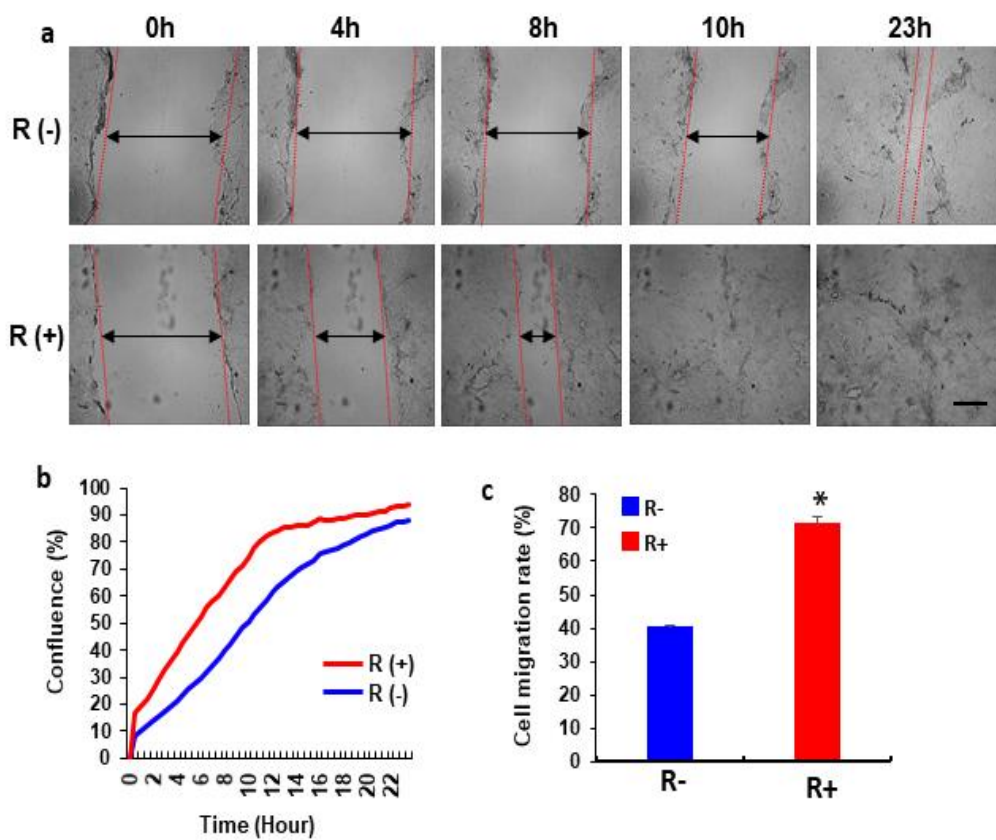 a
0h 4h 8h 10h 23h
R (-)
R (+)
b
100
90
80
70
60
50
40
30
20
10
0
Confluence (%)
R (+)
R (-)
0 2 4 6 8 10 12 14 16 18 20 22
Time (Hour)
c
80
70
60
50
40
30
20
10
0
Cell migration rate (%)
R-
R+
*
R- R+